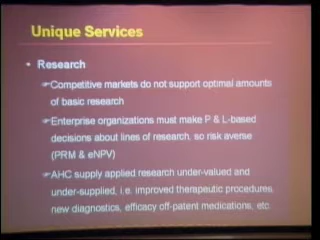 Unique Services
• Research
☞Competitive markets do not support optimal amounts
of basic research
☞Enterprise organizations must make P & L-based
decisions about lines of research, so risk averse
(PRM & eNPV)
☞AHC supply applied research under-valued and
under-supplied, i.e. improved therapeutic procedures,
new diagnostics, efficacy off-patent medications, etc.